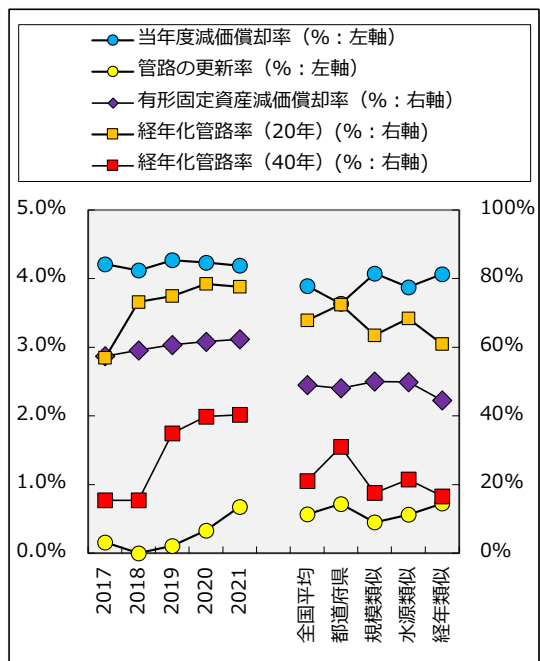 当年度減価償却率（%：左軸）
管路の更新率（%：左軸）
有形固定資産減価償却率（%：右軸）
経年化管路率（20年）(%：右軸)
経年化管路率（40年）(%：右軸)
5.0%
100%
4.0%
80%
3.0%
60%
2.0%
40%
1.0%
20%
0.0%
0%
2017
2018
2019
2020
2021
全国平均
都道府県
規模類似
水源類似
経年類似